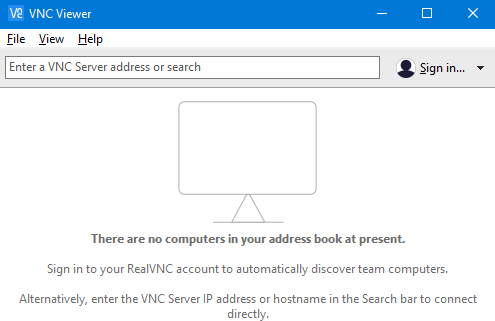 VNC Viewer
File View Help
Enter a VNC Server address or search
Sign in...
There are no computers in your address book at present.
Sign in to your RealVNC account to automatically discover team computers.
Alternatively, enter the VNC Server IP address or hostname in the Search bar to connect
directly.